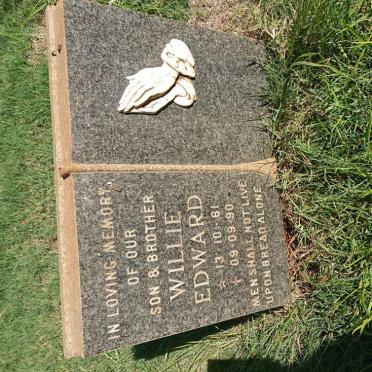 IN LOVING MEMORY
OF OUR
SON & BROTHER
WILLIE
EDWARD
* 13 · 10 · 61
+ 09 · 09 · 90
MEN SHALL NOT LIVE
UPON BREAD ALONE.